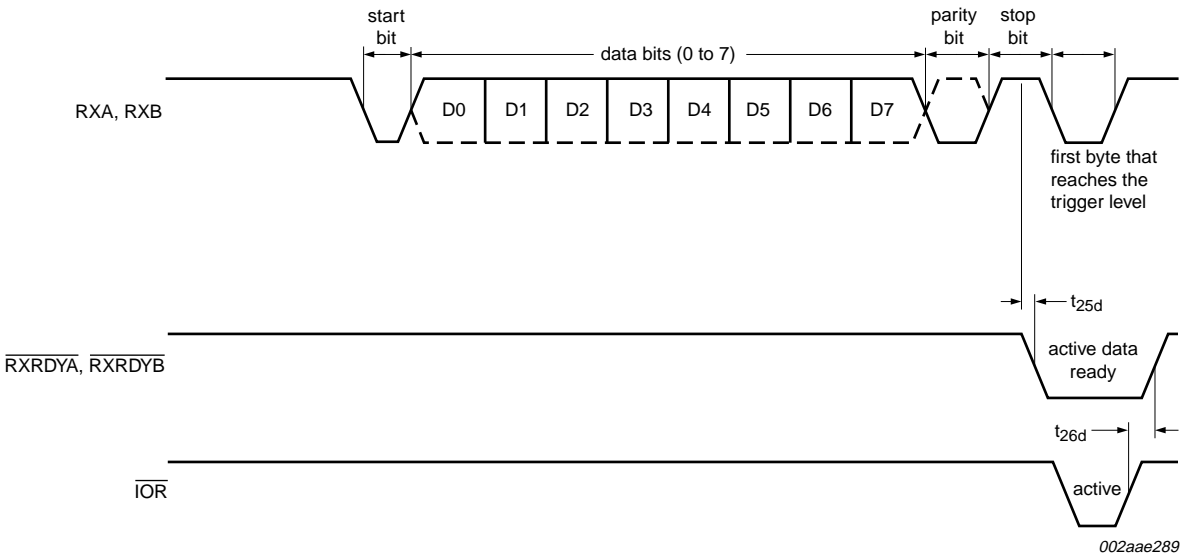 start
bit
data bits (0 to 7)
parity
bit
stop
bit
RXA, RXB
D0
D1
D2
D3
D4
D5
D6
D7
first byte that
reaches the
trigger level
t25d
RXRDYA, RXRDYB
active data
ready
t26d
IOR
active
002aae289